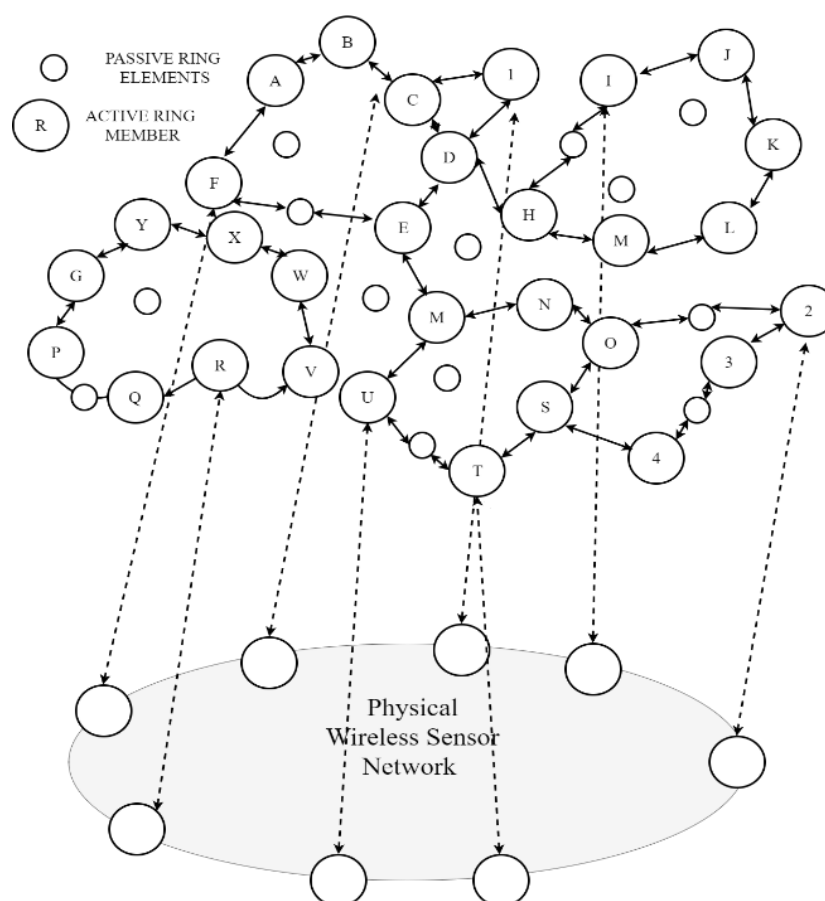 B
J
PASSIVE RING
ELEMENTS
A
1
I
C
R
ACTIVE RING
MEMBER
D
K
F
H
Y
X
E
M
L
G
W
M
N
2
P
R
V
O
3
Q
U
S
T
4
Physical
Wireless Sensor
Network